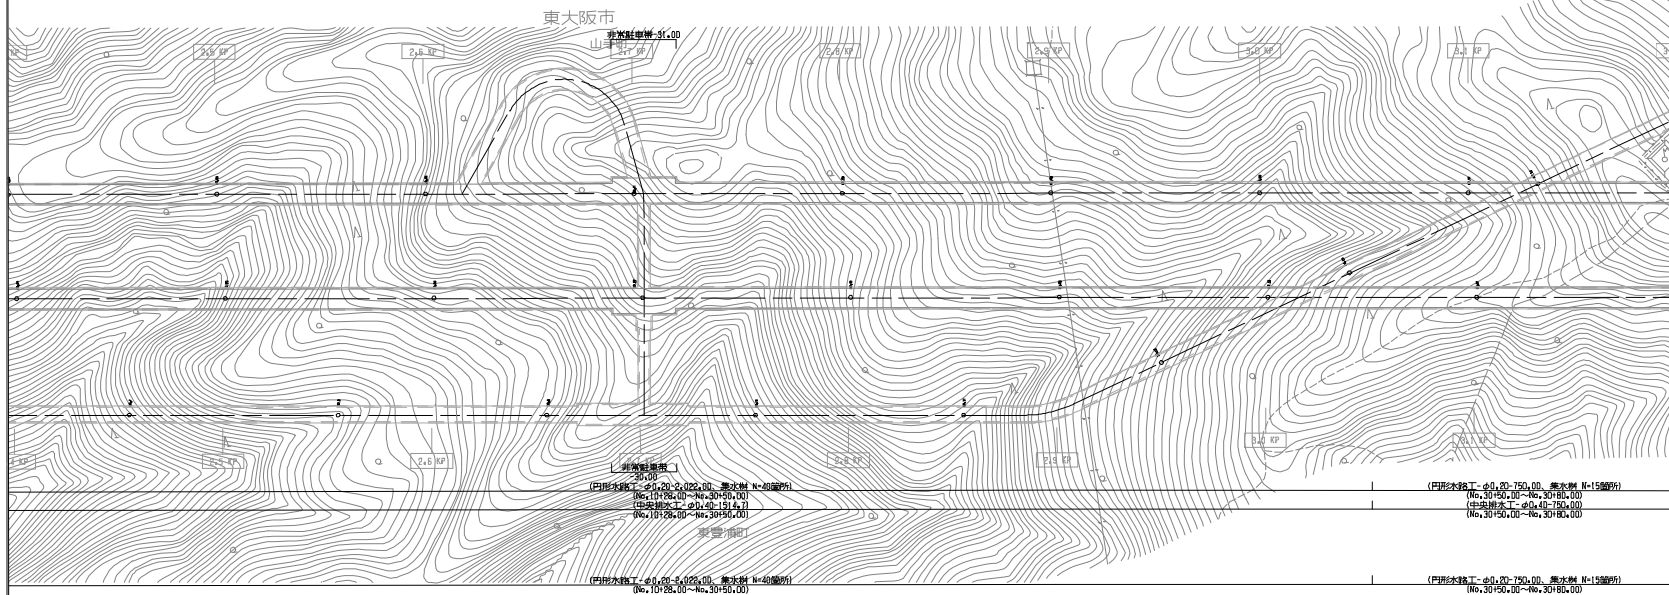 東大阪市
非常駐車帯-31.00
2.5 KP
2.6 KP
2.7 KP
2.8 KP
2.9 KP
3.0 KP
3.1 KP
2.5 KP
2.6 KP
2.8 KP
2.9 KP
3.0 KP
3.1 KP
非常駐車帯
-30.00
(円形水路工-φ0.20-2,022.00、集水桝 N=40箇所)
(No.10+28.00～No.30+50.00)
(中央排水工-φ0.40-1514.7)
(No.10+28.00～No.30+50.00)
(円形水路工-φ0.20-750.00、集水桝 N=15箇所)
(No.30+50.00～No.30+80.00)
(中央排水工-φ0.40-750.00)
(No.30+50.00～No.30+80.00)
東豊浦町
(円形水路工-φ0.20-2,022.00、集水桝 N=40箇所)
(No.10+28.00～No.30+50.00)
(円形水路工-φ0.20-750.00、集水桝 N=15箇所)
(No.30+50.00～No.30+80.00)